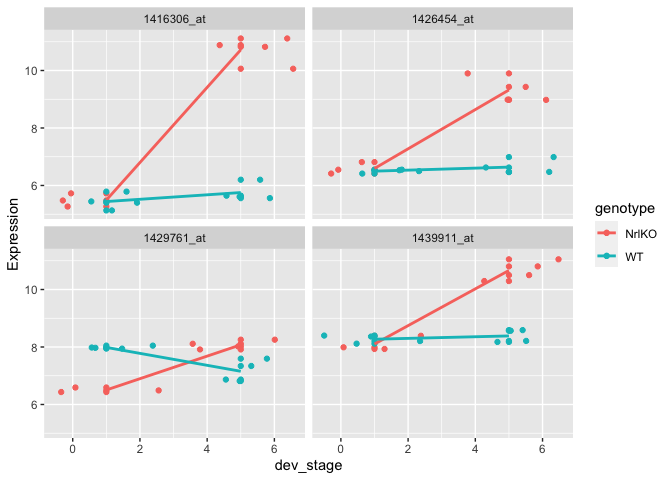 1416306_at
1426454_at
10
8
6
1429761_at
1439911_at
10
8
6
0
2
4
6
0
2
4
6
dev_stage
Expression
genotype
NrlKO
WT